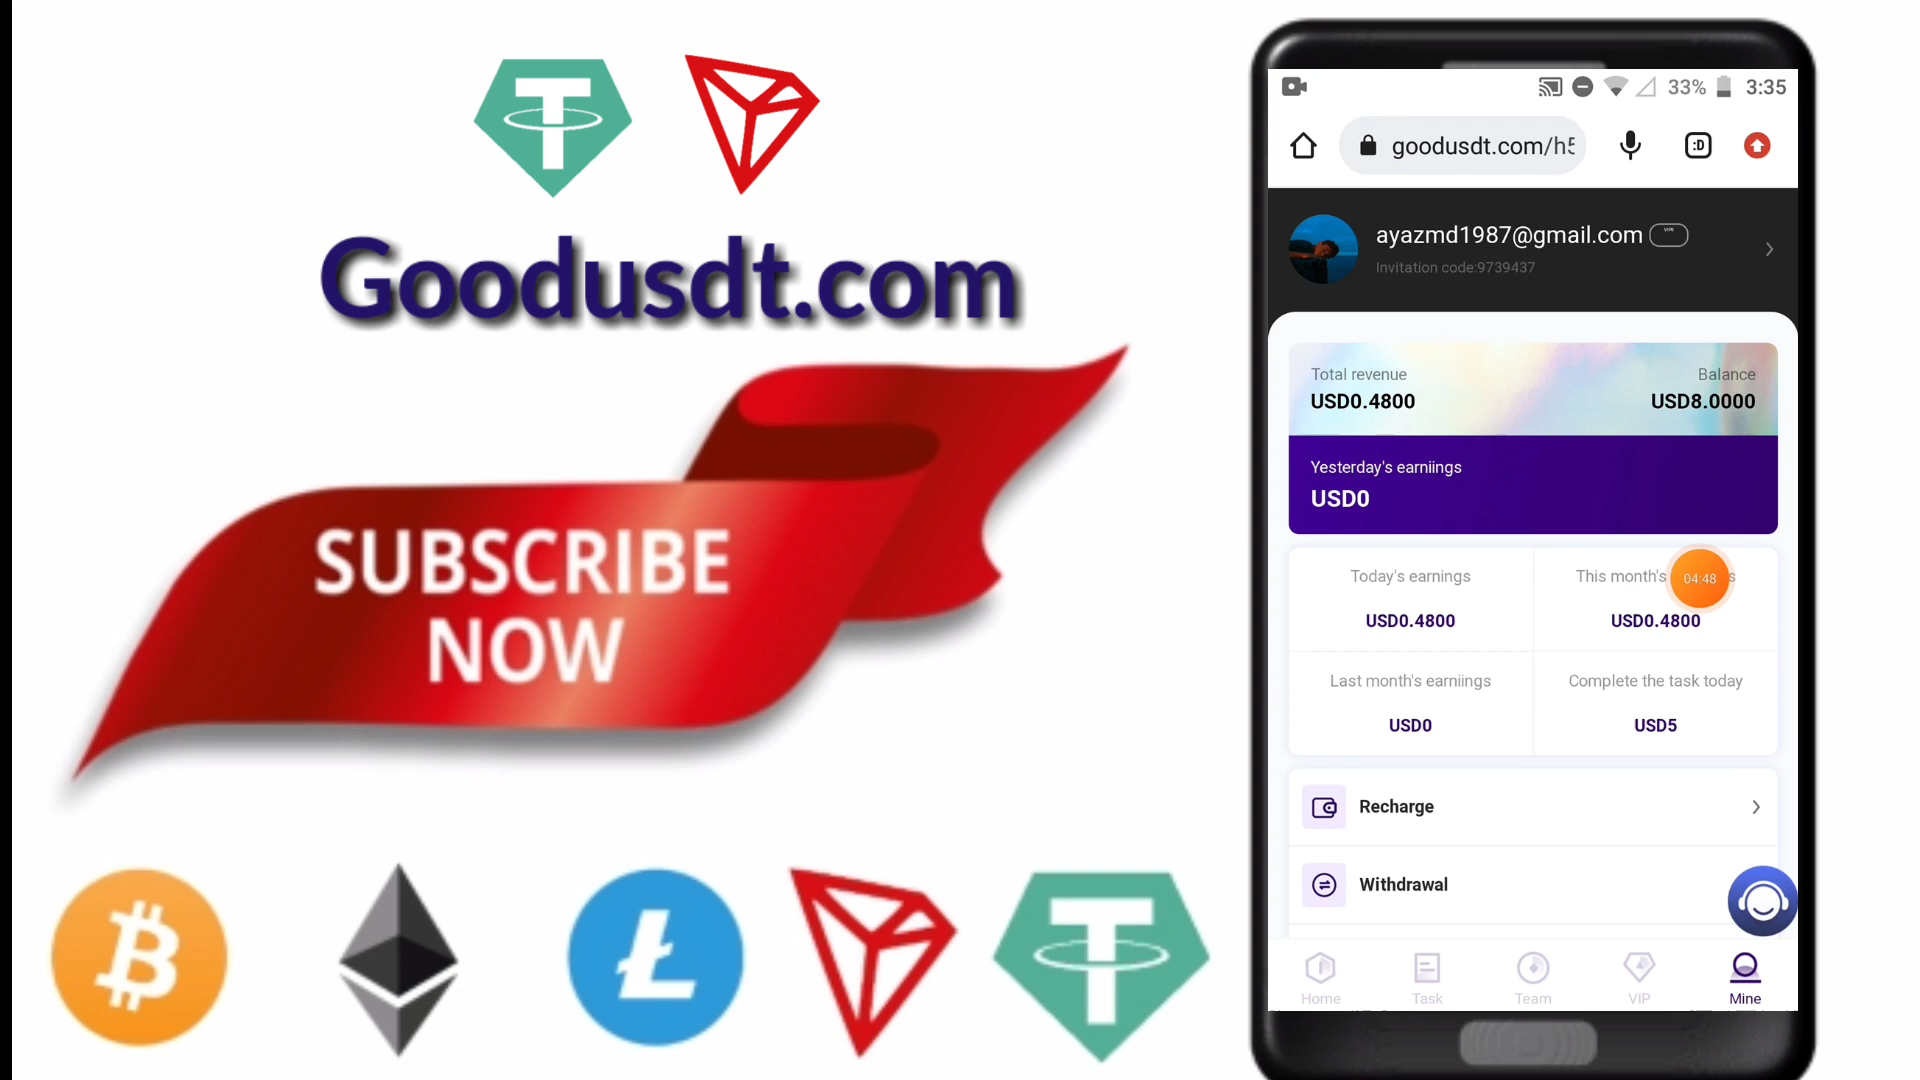 Goodusdt.com
SUBSCRIBE
NOW
33% 3:35
goodusdt.com/h5
:D
ayazmd1987@gmail.com
Invitation code:9739437
Total revenue
Balance
USD0.4800
USD8.0000
Yesterday's earniings
USD0
Today's earnings
This month's
s
04:48
USD0.4800
USD0.4800
Last month's earniings
Complete the task today
USD0
USD5
Recharge
Withdrawal
Home
Task
Team
VIP
Mine